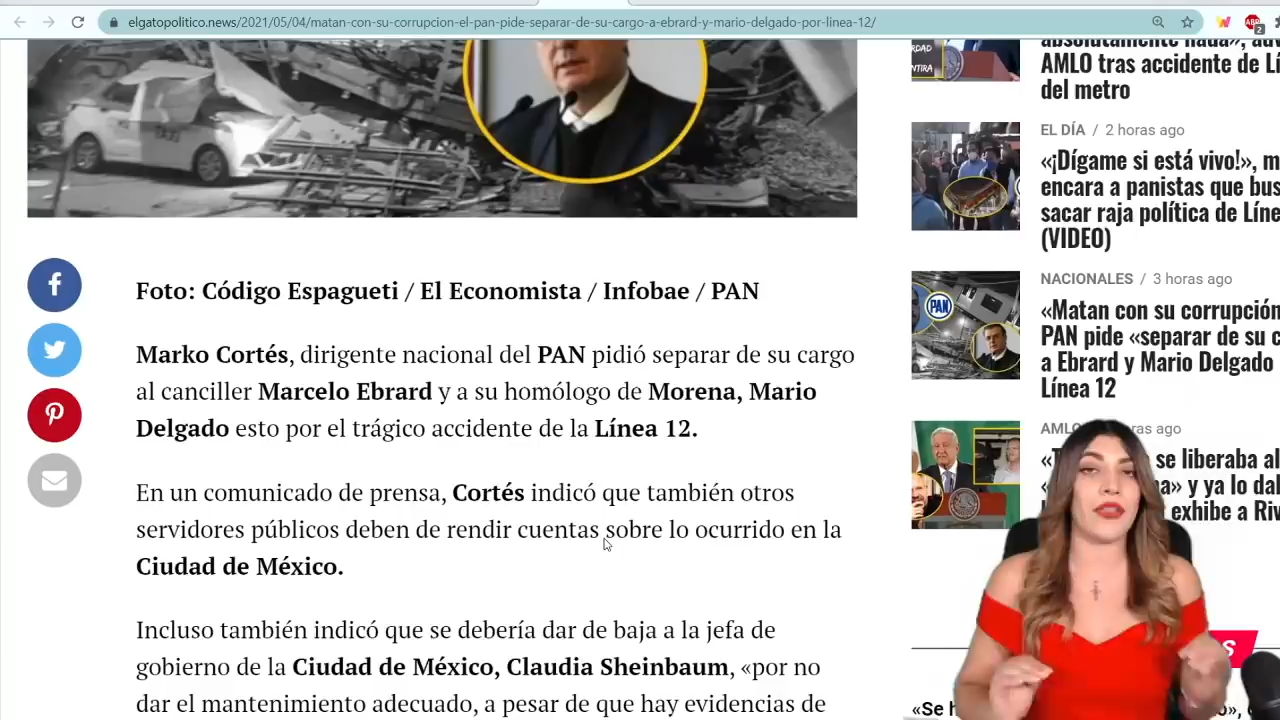 elgatopolitico.news/2021/05/04/matan-con-su-corrupcion-el-pan-pide-separar-de-su-cargo-a-ebrard-y-mario-delgado-por-linea-12/
ABP
2
TAXI
Foto: Código Espagueti / El Economista / Infobae / PAN
Marko Cortés, dirigente nacional del PAN pidió separar de su cargo
al canciller Marcelo Ebrard y a su homólogo de Morena, Mario
Delgado esto por el trágico accidente de la Línea 12.
En un comunicado de prensa, Cortés indicó que también otros
servidores públicos deben de rendir cuentas sobre lo ocurrido en la
Ciudad de México.
Incluso también indicó que se debería dar de baja a la jefa de
gobierno de la Ciudad de México, Claudia Sheinbaum, «por no
dar el mantenimiento adecuado, a pesar de que hay evidencias de
absolutamente nada»,
AMLO tras accidente de
del metro
EL DÍA / 2 horas ago
«¡Dígame si está vivo!»,
encara a panistas que
sacar raja política de
(VIDEO)
NACIONALES / 3 horas ago
«Matan con su corrupción
PAN pide «separar de su
a Ebrard y Mario Delgado
Línea 12
PAN
ago
se liberaba
y ya lo
exhibe a
«Se